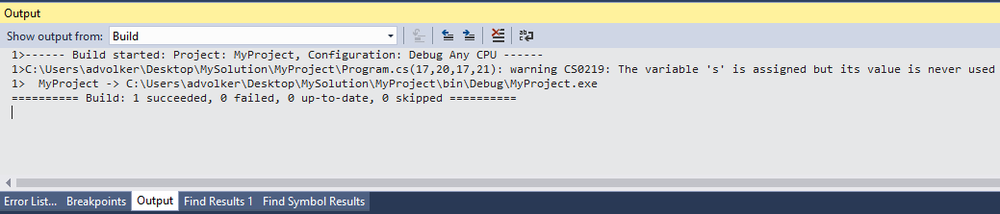 Output
Show output from: Build
1>------ Build started: Project: MyProject, Configuration: Debug Any CPU ------
1>C:\Users\advolker\Desktop\MySolution\MyProject\Program.cs(17,20,17,21): warning CS0219: The variable 's' is assigned but its value is never used
1>  MyProject -> C:\Users\advolker\Desktop\MySolution\MyProject\bin\Debug\MyProject.exe
========== Build: 1 succeeded, 0 failed, 0 up-to-date, 0 skipped ==========
Error List... Breakpoints Output Find Results 1 Find Symbol Results